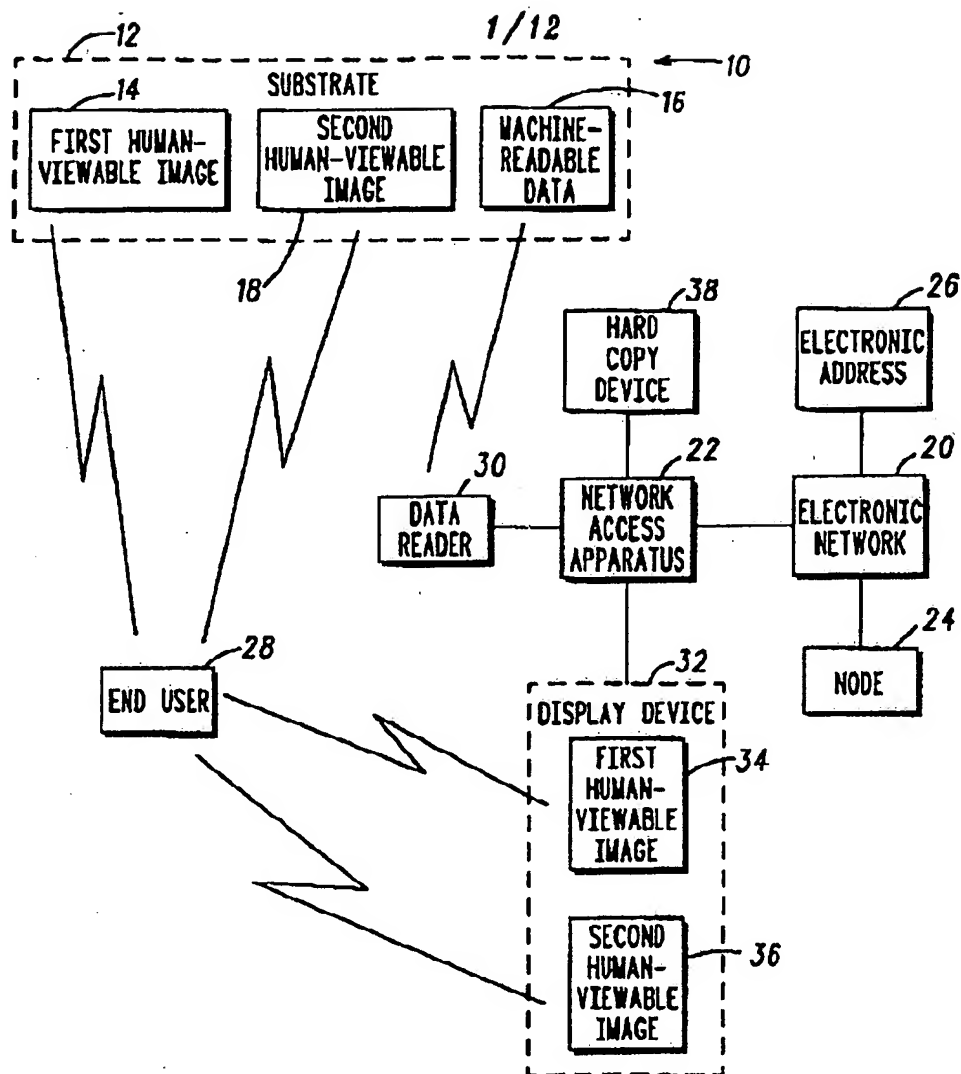 1/12
12
10
SUBSTRATE
14
16
FIRST HUMAN-
VIEWABLE IMAGE
SECOND
HUMAN-VIEWABLE
IMAGE
MACHINE-
READABLE
DATA
18
38
26
HARD
COPY
DEVICE
ELECTRONIC
ADDRESS
30
22
20
DATA
READER
NETWORK
ACCESS
APPARATUS
ELECTRONIC
NETWORK
28
24
END USER
NODE
32
DISPLAY DEVICE
34
FIRST
HUMAN-
VIEWABLE
IMAGE
36
SECOND
HUMAN-
VIEWABLE
IMAGE